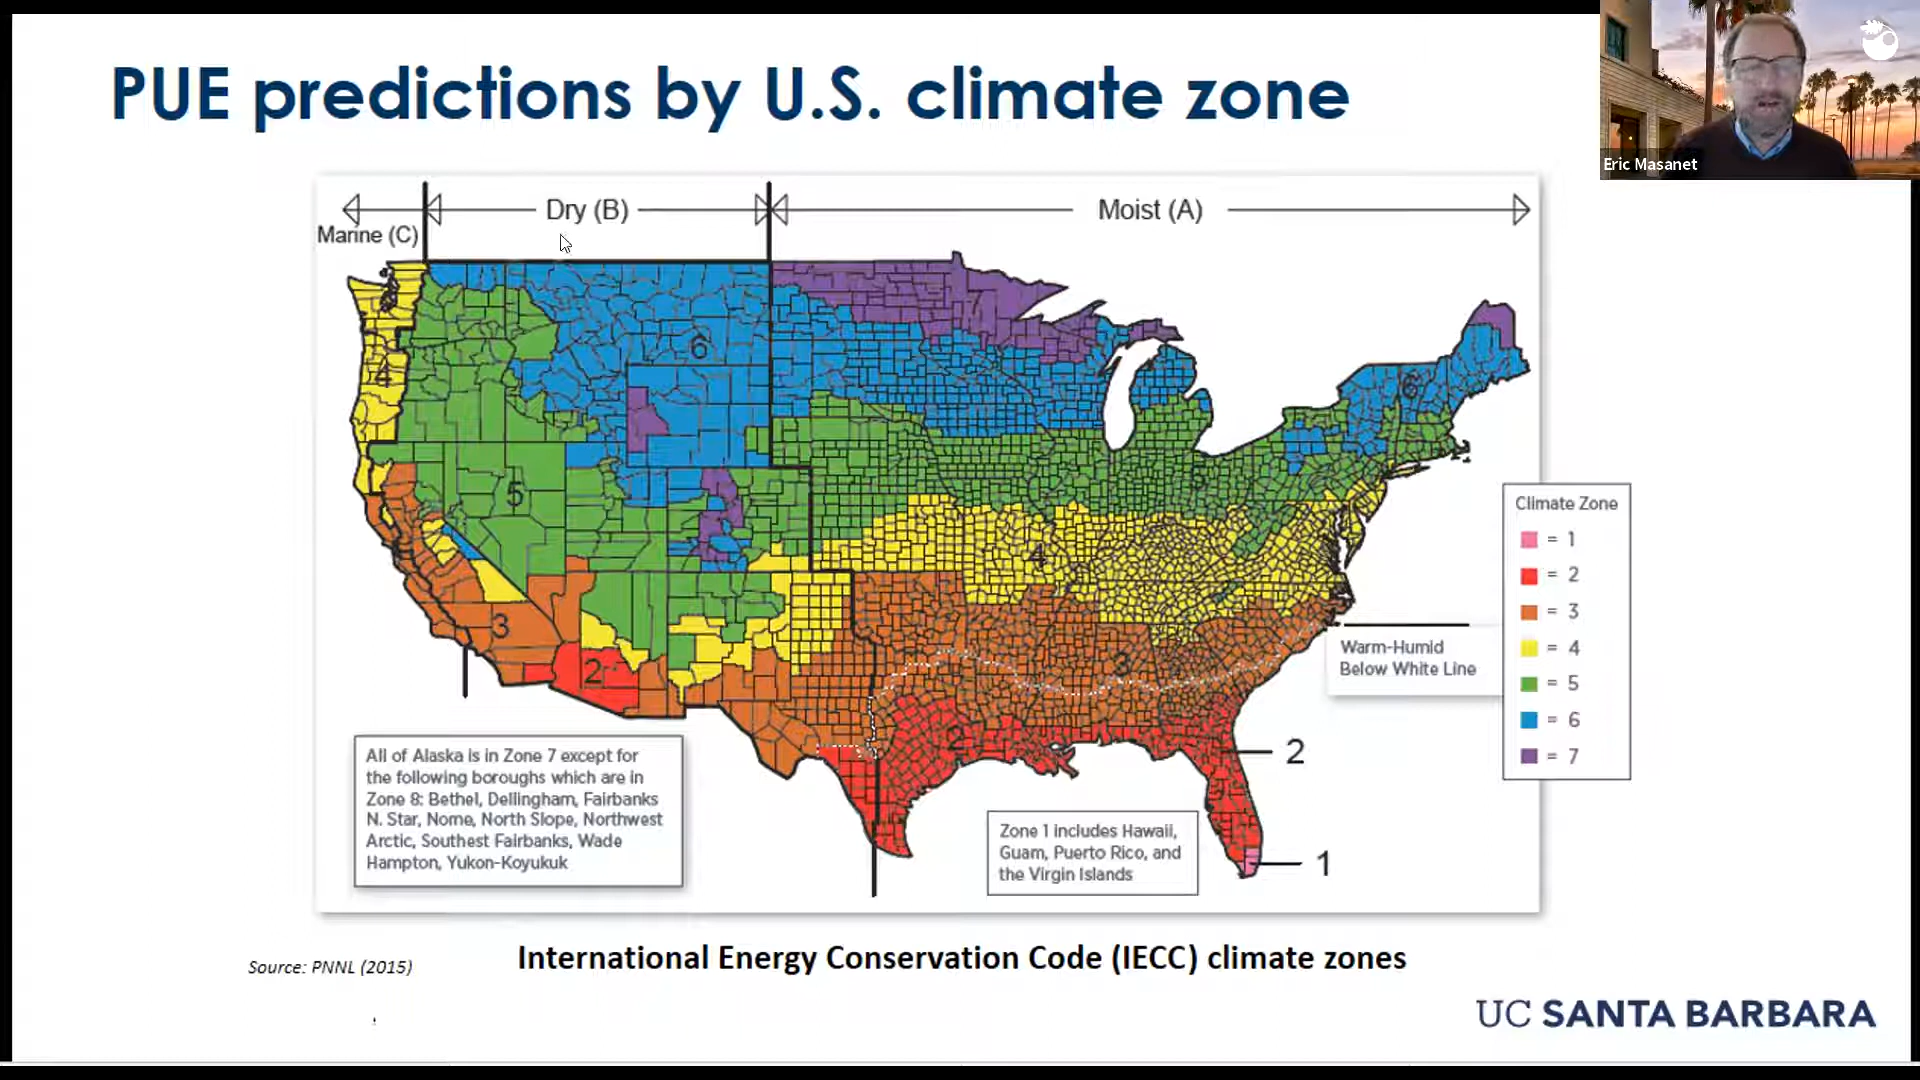 PUE predictions by U.S. climate zone
Eric Masanet
Marine (C)
Dry (B)
Moist (A)
4
6
7
6
5
5
4
3
3
2
2
2
1
Climate Zone
= 1
= 2
= 3
= 4
= 5
= 6
= 7
Warm-Humid
Below White Line
All of Alaska is in Zone 7 except for
the following boroughs which are in
Zone 8: Bethel, Dellingham, Fairbanks
N. Star, Nome, North Slope, Northwest
Arctic, Southest Fairbanks, Wade
Hampton, Yukon-Koyukuk
Zone 1 includes Hawaii,
Guam, Puerto Rico, and
the Virgin Islands
Source: PNNL (2015)
International Energy Conservation Code (IECC) climate zones
UC SANTA BARBARA